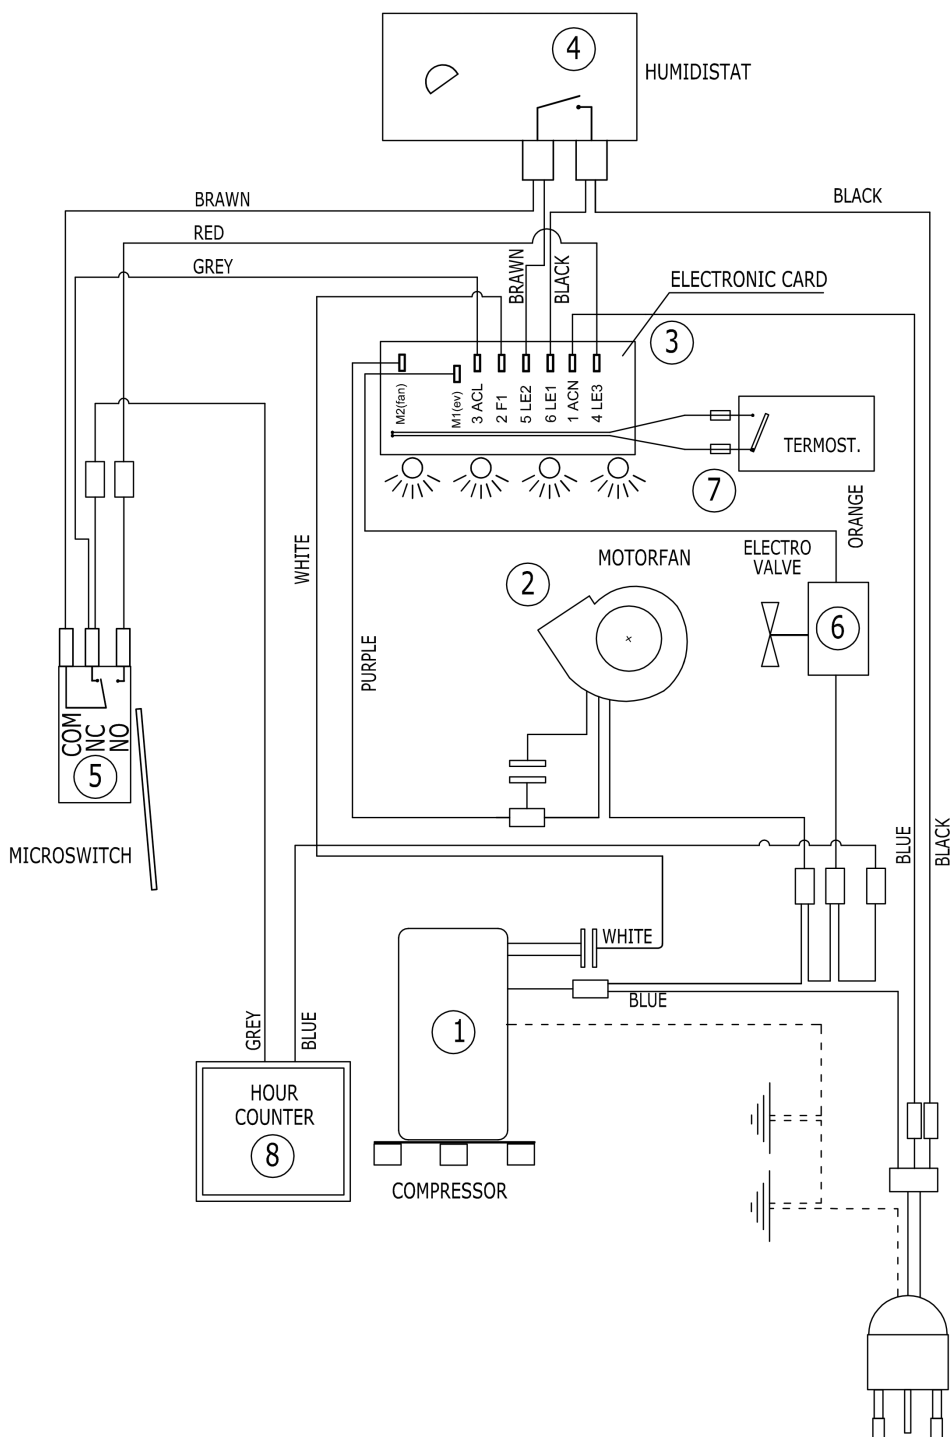 4
HUMIDISTAT
BRAWN
BLACK
RED
GREY
BRAWN
BLACK
ELECTRONIC CARD
3
M2(fan)
M1(ev)
3 ACL
2 F1
5 LE2
6 LE1
1 ACN
4 LE3
TERMOST.
7
ORANGE
WHITE
MOTORFAN
ELECTRO
VALVE
2
6
PURPLE
COM
NC
NO
5
MICROSWITCH
BLUE
BLACK
WHITE
BLUE
GREY
BLUE
1
HOUR
COUNTER
8
COMPRESSOR